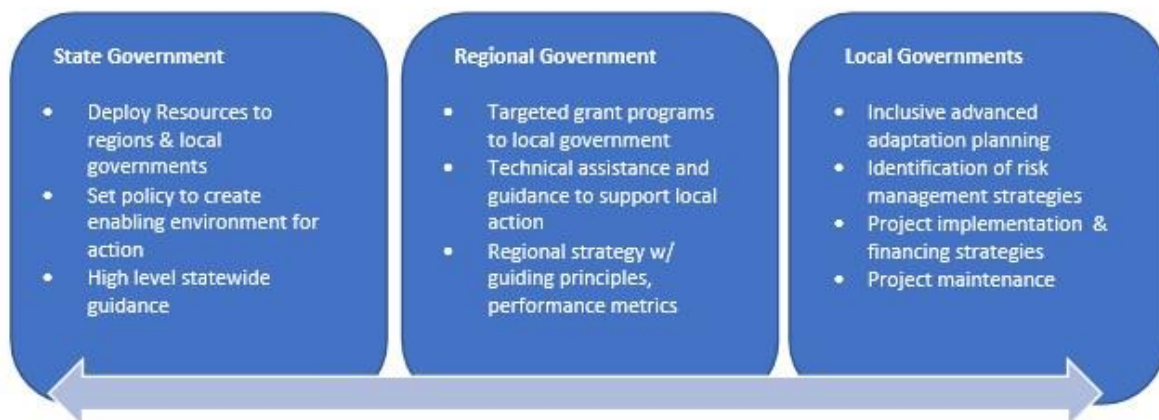 State Government
• Deploy Resources to
regions & local
governments
• Set policy to create
enabling environment for
action
• High level statewide
guidance
Regional Government
• Targeted grant programs
to local government
• Technical assistance and
guidance to support local
action
• Regional strategy w/
guiding principles,
performance metrics
Local Governments
• Inclusive advanced
adaptation planning
• Identification of risk
management strategies
• Project implementation &
financing strategies
• Project maintenance